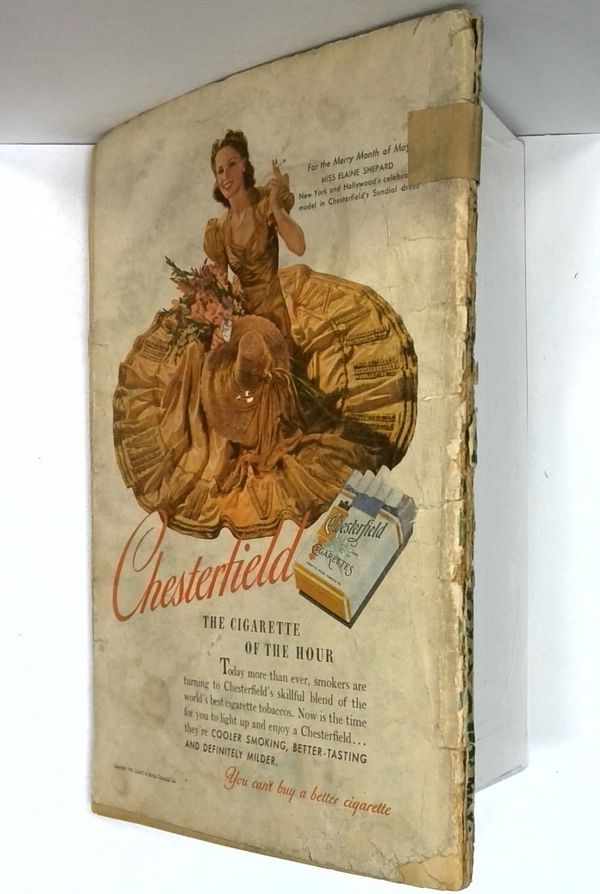 For the Merry Month of May
MISS ELAINE SHEPARD
New York and Hollywood's
model in Chesterfield's Sundial dress
Chesterfield
CIGARETTES
Chesterfield
THE CIGARETTE
OF THE HOUR
Today more than ever, smokers are
turning to Chesterfield's skillful blend of the
world's best cigarette tobaccos. Now is the time
for you to light up and enjoy a Chesterfield...
they're COOLER SMOKING, BETTER-TASTING
AND DEFINITELY MILDER.
You can't buy a better cigarette